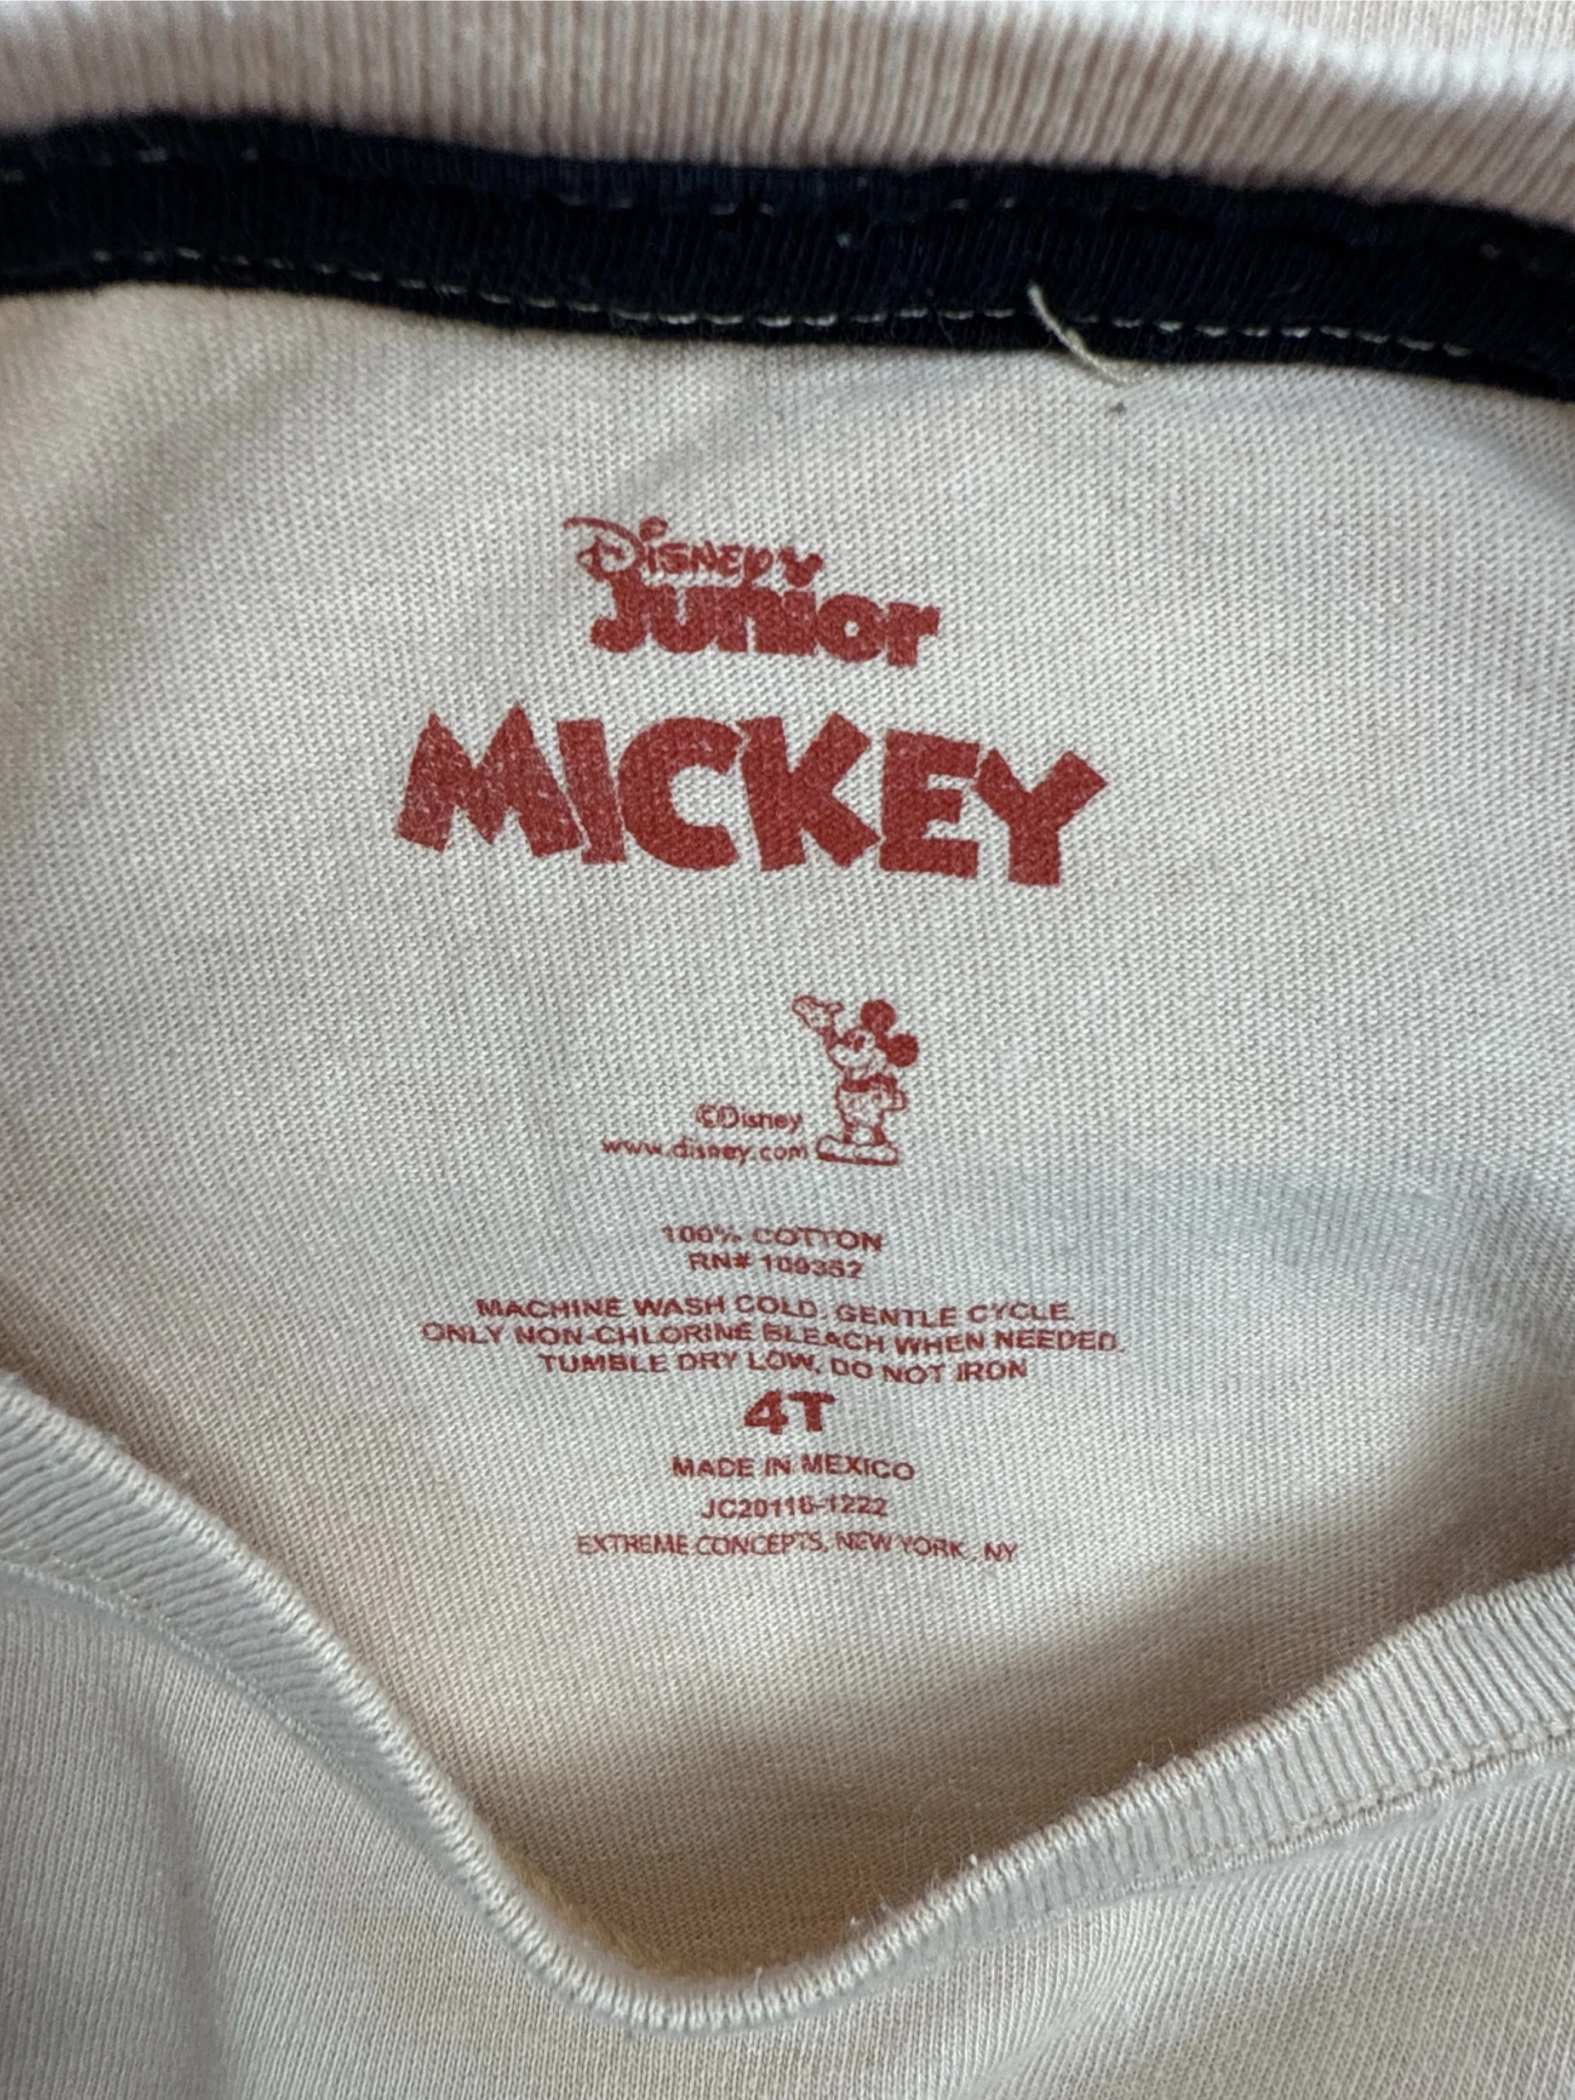 Disney
Junior
MICKEY
©Disney
www.disney.com
100% COTTON
RN# 109352
MACHINE WASH COLD, GENTLE CYCLE.
ONLY NON-CHLORINE BLEACH WHEN NEEDED.
TUMBLE DRY LOW, DO NOT IRON
4T
MADE IN MEXICO
JC20116-1222
EXTREME CONCEPTS, NEW YORK, NY